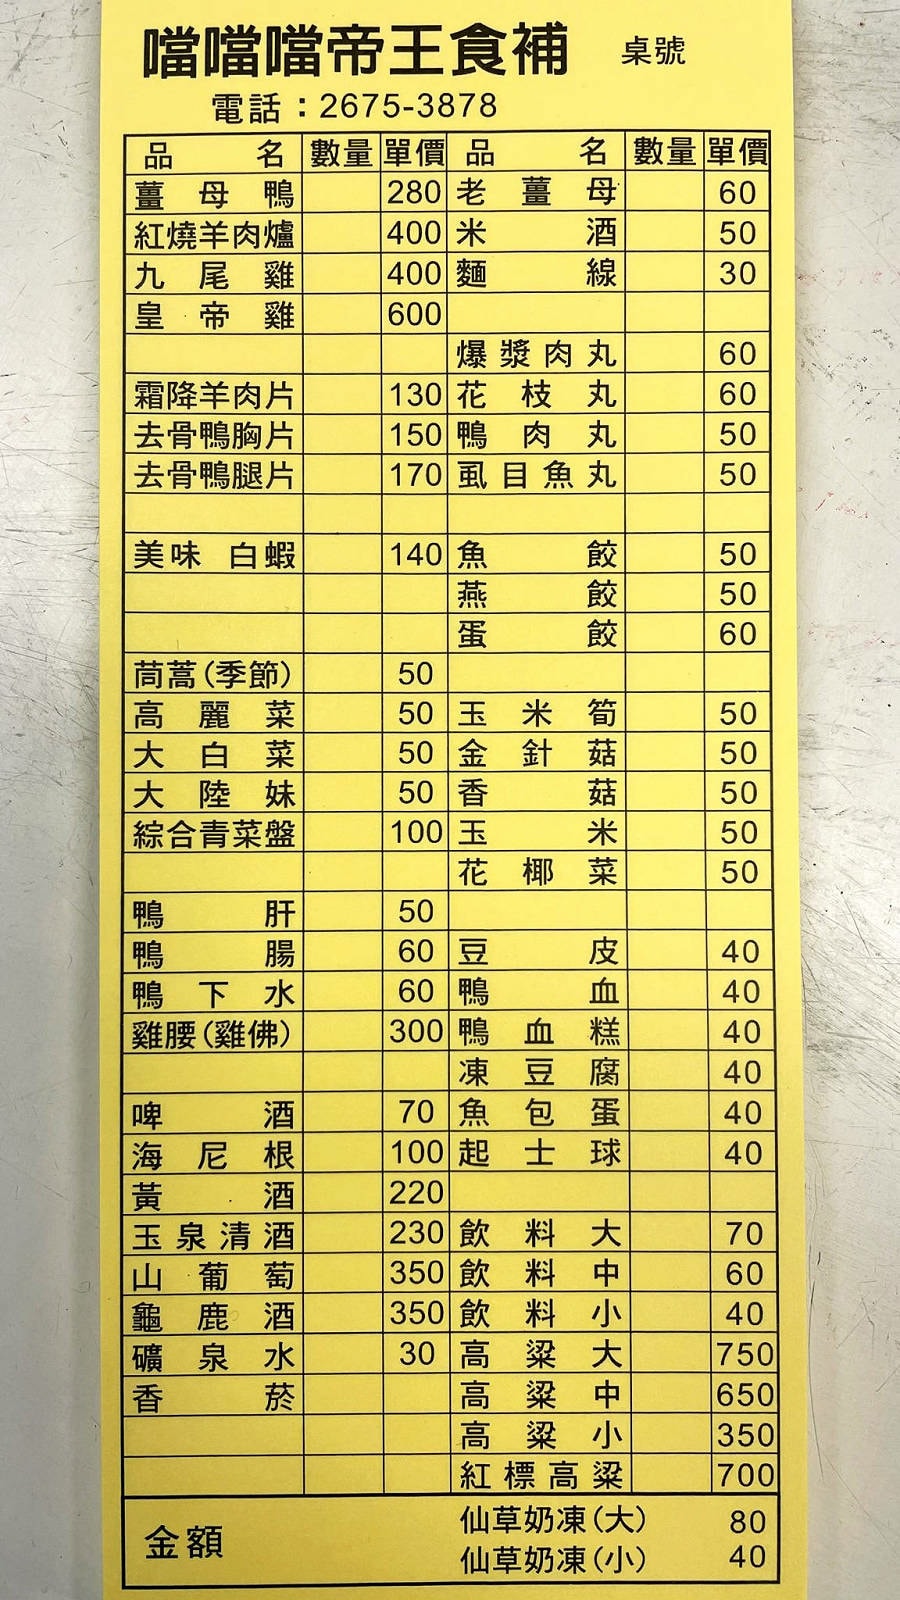 噹噹噹帝王食補 桌號
電話：2675-3878
品名 數量 單價 品名 數量 單價
薑母鴨 280 老薑母 60
紅燒羊肉爐 400 米酒 50
九尾雞 400 麵線 30
皇帝雞 600
爆漿肉丸 60
霜降羊肉片 130 花枝丸 60
去骨鴨胸片 150 鴨肉丸 50
去骨鴨腿片 170 虱目魚丸 50
美味 白蝦 140 魚餃 50
燕餃 50
蛋餃 60
茼蒿(季節) 50
高麗菜 50 玉米筍 50
大白菜 50 金針菇 50
大陸妹 50 香菇 50
綜合青菜盤 100 玉米 50
花椰菜 50
鴨肝 50
鴨腸 60 豆皮 40
鴨下水 60 鴨血 40
雞腰(雞佛) 300 鴨血糕 40
凍豆腐 40
啤酒 70 魚包蛋 40
海尼根 100 起士球 40
黃酒 220
玉泉清酒 230 飲料大 70
山葡萄 350 飲料中 60
龜鹿酒 350 飲料小 40
礦泉水 30 高粱大 750
香菸 高粱中 650
高粱小 350
紅標高粱 700
金額 仙草奶凍(大) 80
仙草奶凍(小) 40